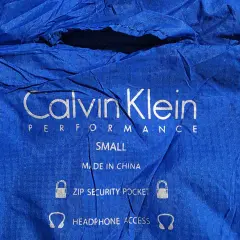 Calvin Klein
PERFORMANCE
SMALL
MADE IN CHINA
ZIP SECURITY POCKET
HEADPHONE ACCESS